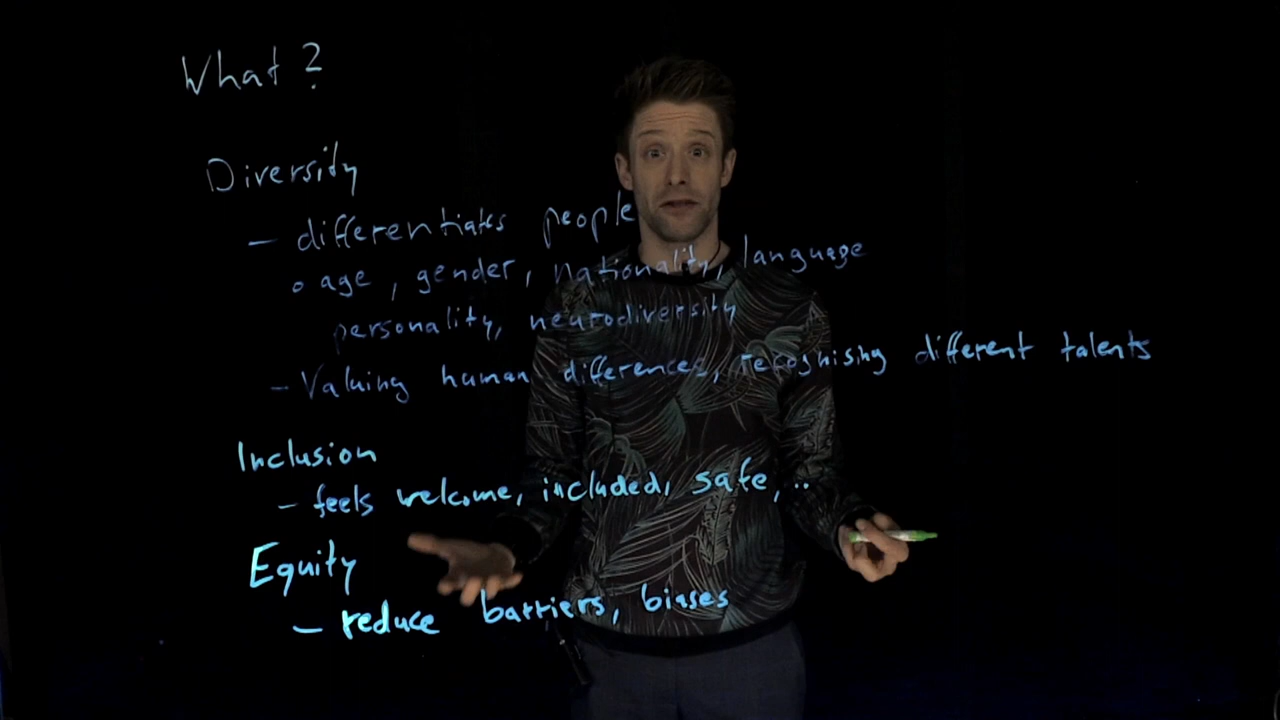 What?
Diversity
- differentiates people
o age, gender, nationality, language
personality, neurodiversity
- Valuing human differences, recognising different talents
Inclusion
- feels welcome, included, safe, ..
Equity
- reduce barriers, biases